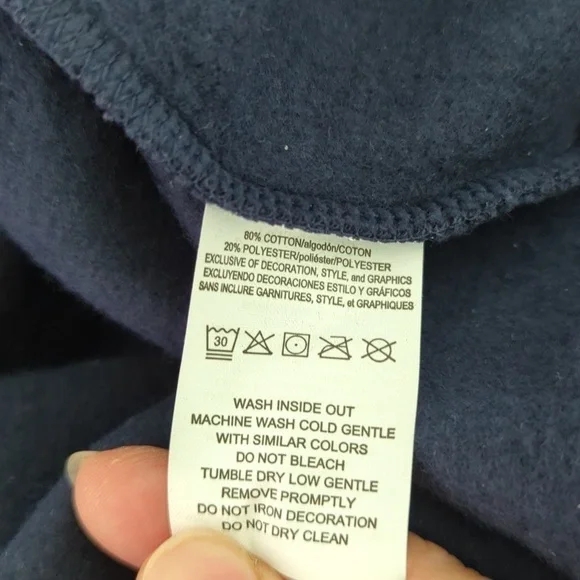 80% COTTON/algodón/COTON
20% POLYESTER/poliéster/POLYESTER
EXCLUSIVE OF DECORATION, STYLE, and GRAPHICS
EXCLUYENDO DECORACIONES ESTILO Y GRÁFICOS
SANS INCLURE GARNITURES, STYLE, et GRAPHIQUES
30
WASH INSIDE OUT
MACHINE WASH COLD GENTLE
WITH SIMILAR COLORS
DO NOT BLEACH
TUMBLE DRY LOW GENTLE
REMOVE PROMPTLY
DO NOT IRON DECORATION
DO NOT DRY CLEAN